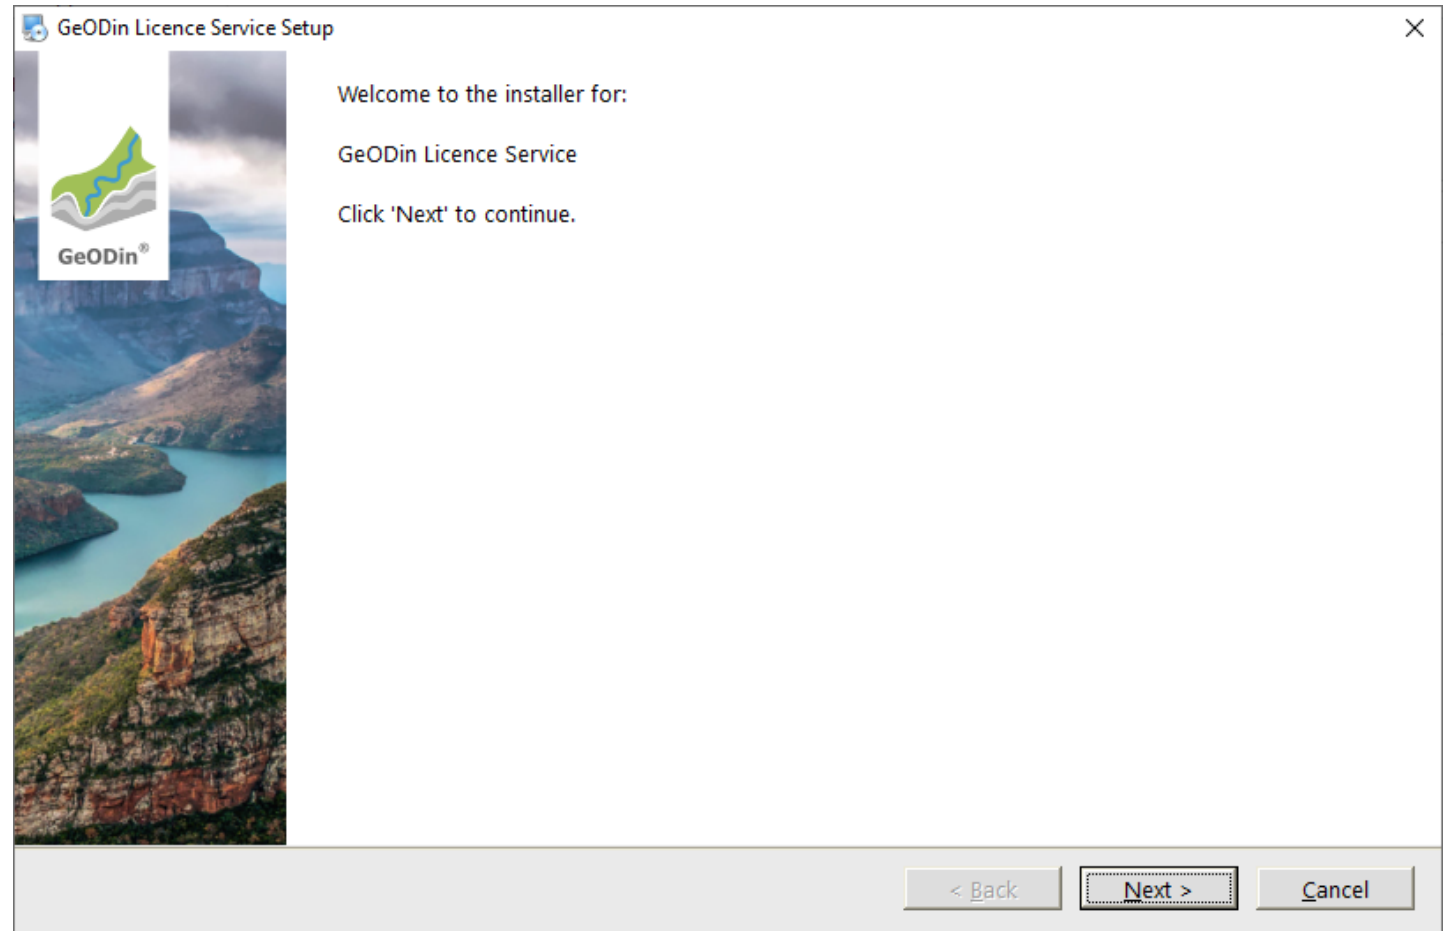 GeODin Licence Service Setup
GeODin®
Welcome to the installer for:
GeODin Licence Service
Click 'Next' to continue.
< Back
Next >
Cancel